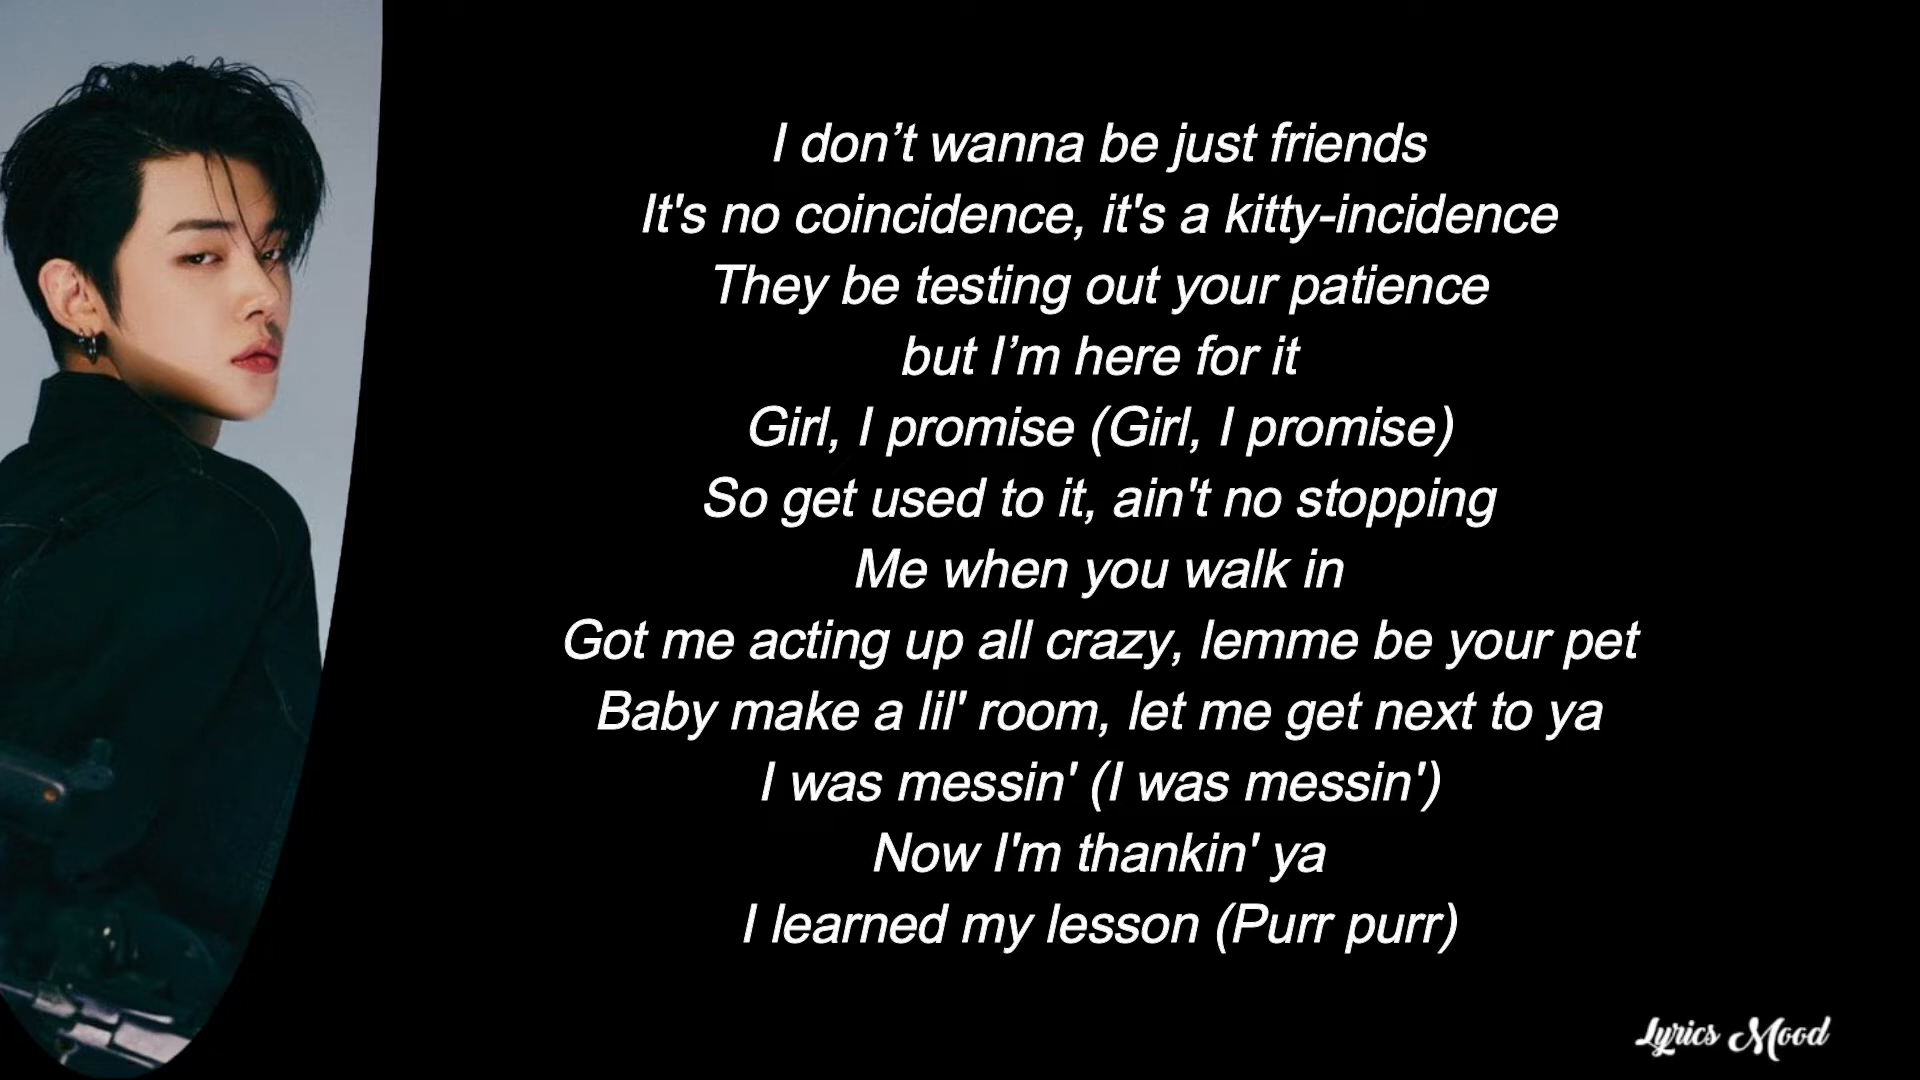 I don’t wanna be just friends
It's no coincidence, it's a kitty-incidence
They be testing out your patience
but I’m here for it
Girl, I promise (Girl, I promise)
So get used to it, ain't no stopping
Me when you walk in
Got me acting up all crazy, lemme be your pet
Baby make a lil' room, let me get next to ya
I was messin' (I was messin')
Now I'm thankin' ya
I learned my lesson (Purr purr)
Lyrics Mood